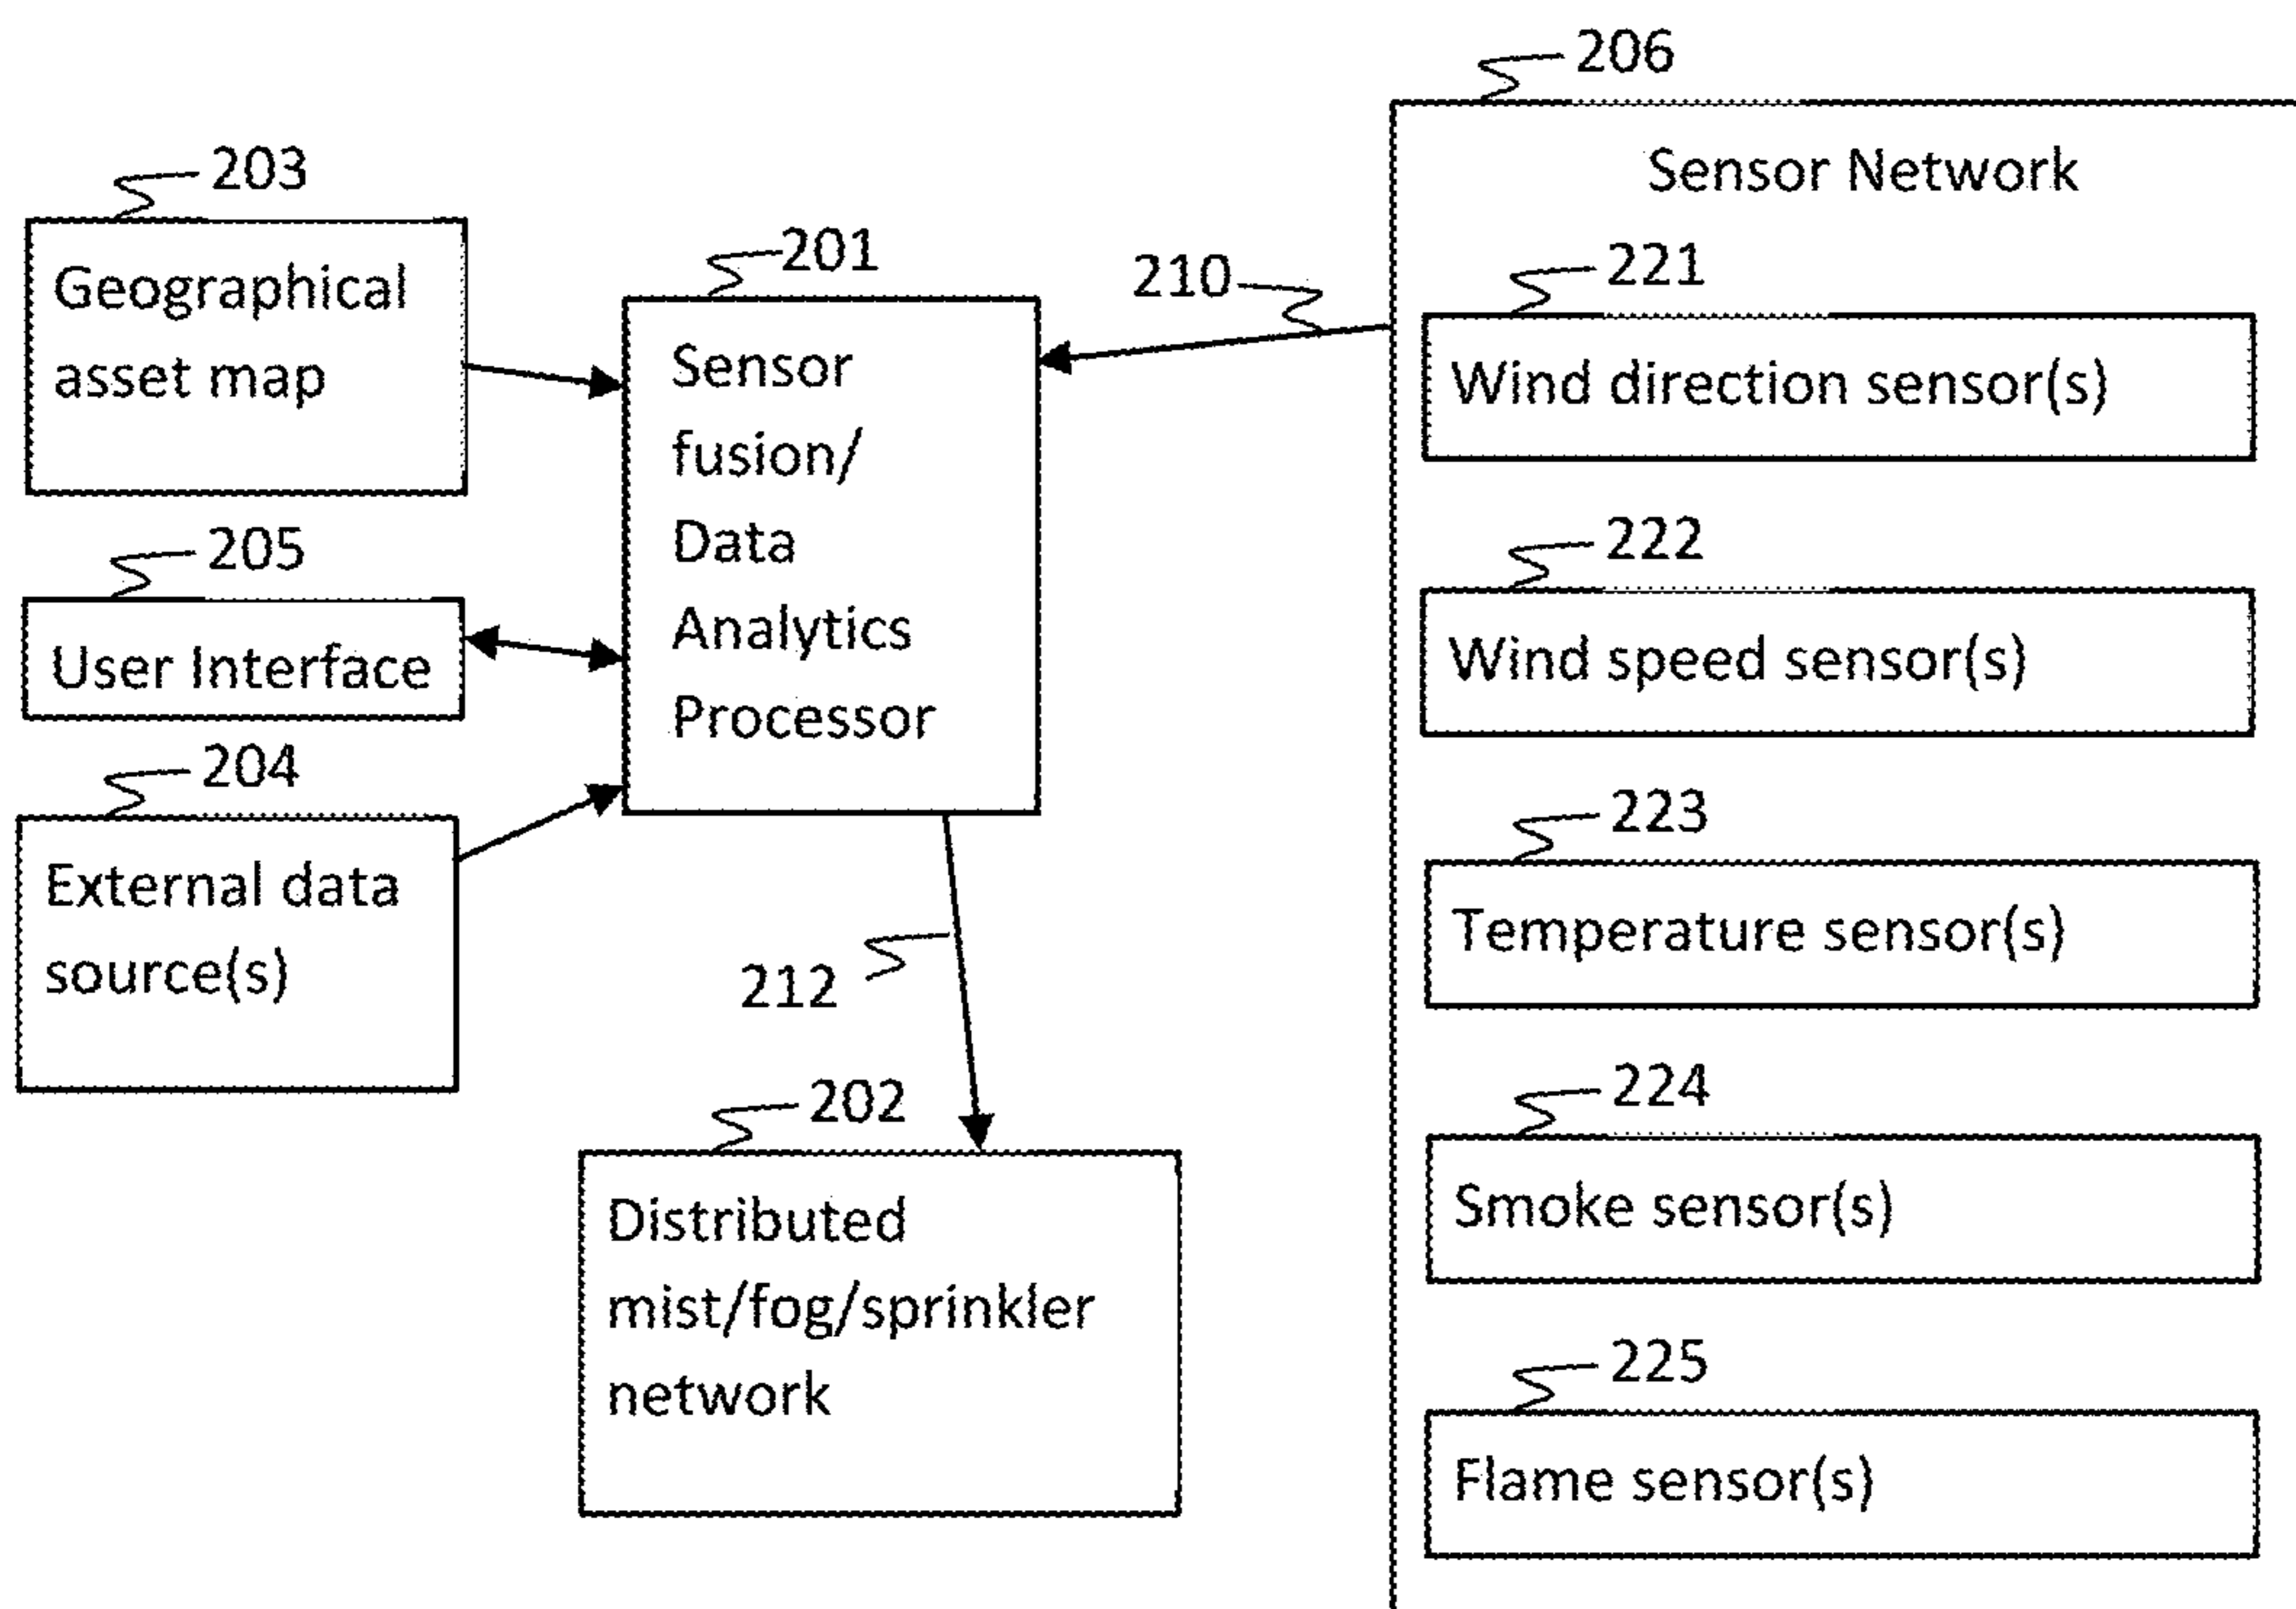 203
Geographical
asset map
205
User Interface
204
External data
source(s)
201
Sensor
fusion/
Data
Analytics
Processor
210
212
202
Distributed
mist/fog/sprinkler
network
206
Sensor Network
221
Wind direction sensor(s)
222
Wind speed sensor(s)
223
Temperature sensor(s)
224
Smoke sensor(s)
225
Flame sensor(s)